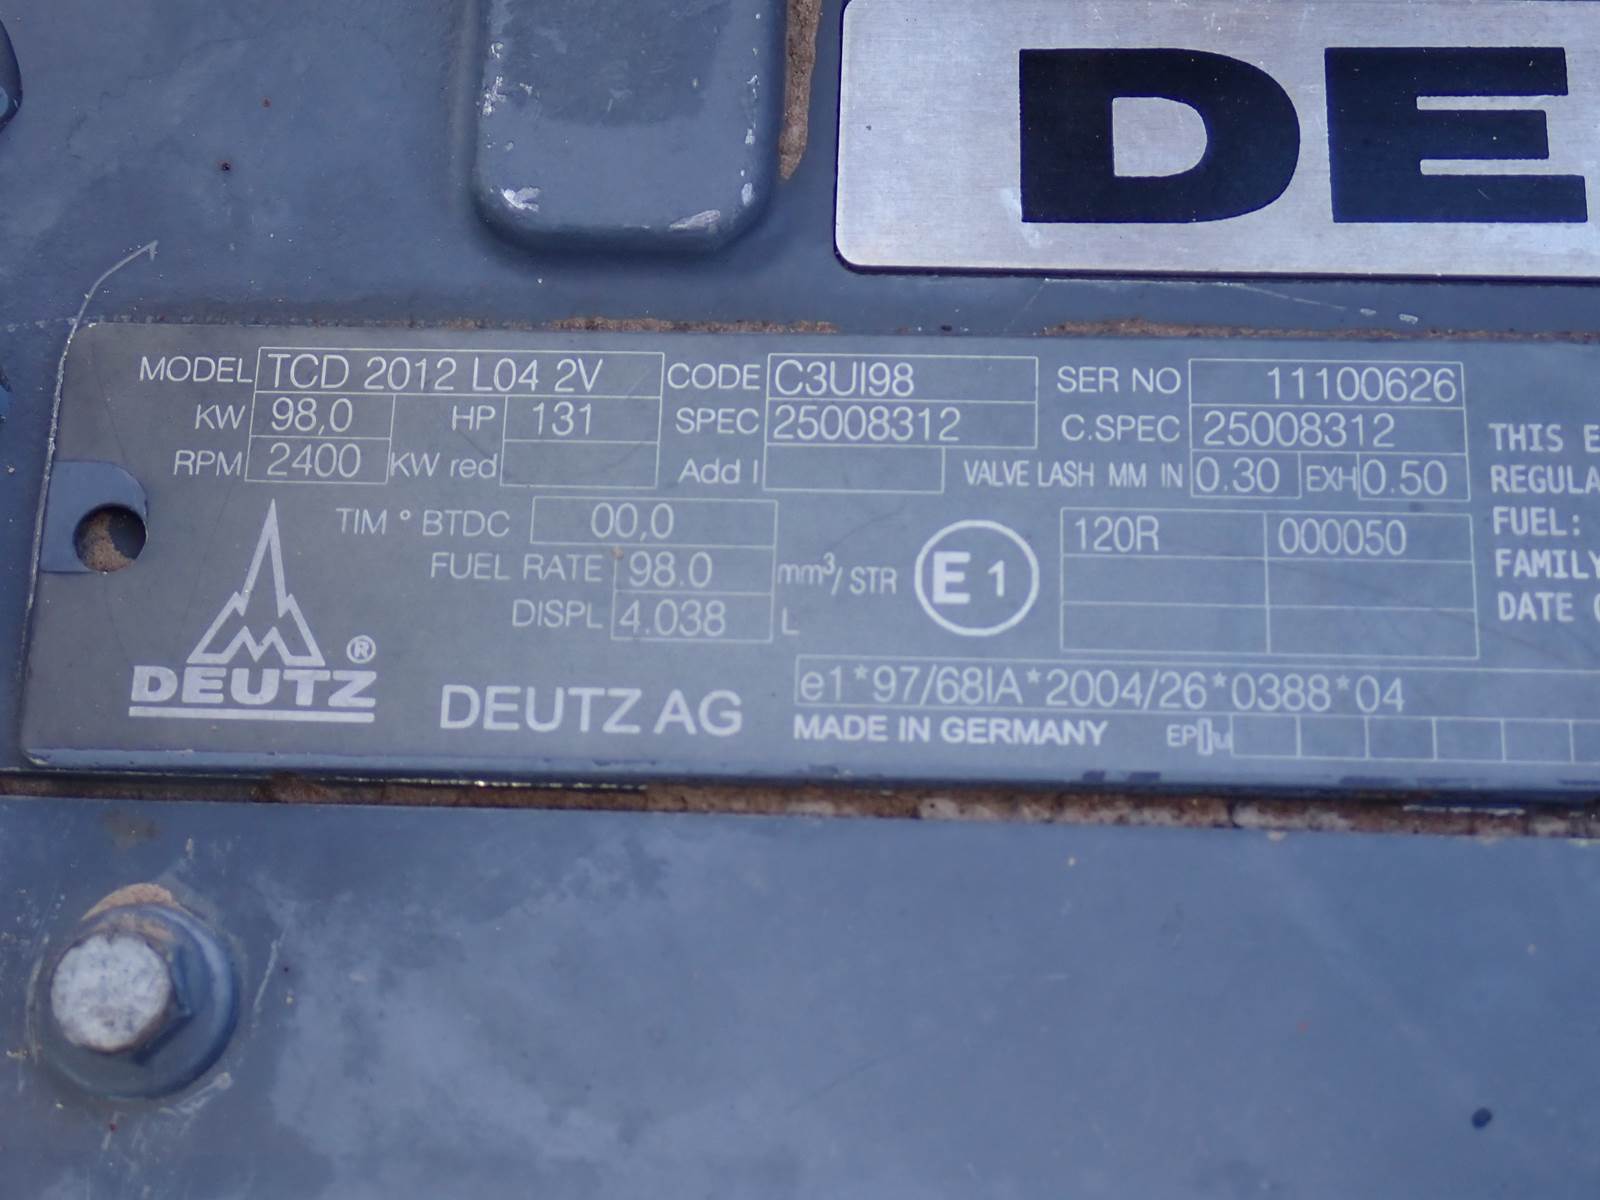 DE
MODEL TCD 2012 L04 2V CODE C3UI98 SER NO 11100626
KW 98,0 HP 131 SPEC 25008312 C.SPEC 25008312
RPM 2400 KW red Add I VALVE LASH MM IN 0.30 EXH 0.50
THIS E
REGULA
FUEL:
FAMILY
DATE
TIM ° BTDC 00,0
FUEL RATE 98.0 mm³/STR
DISPL 4.038 L
E1
120R 000050
DEUTZ ®
DEUTZ AG
e1*97/68IA*2004/26*0388*04
MADE IN GERMANY